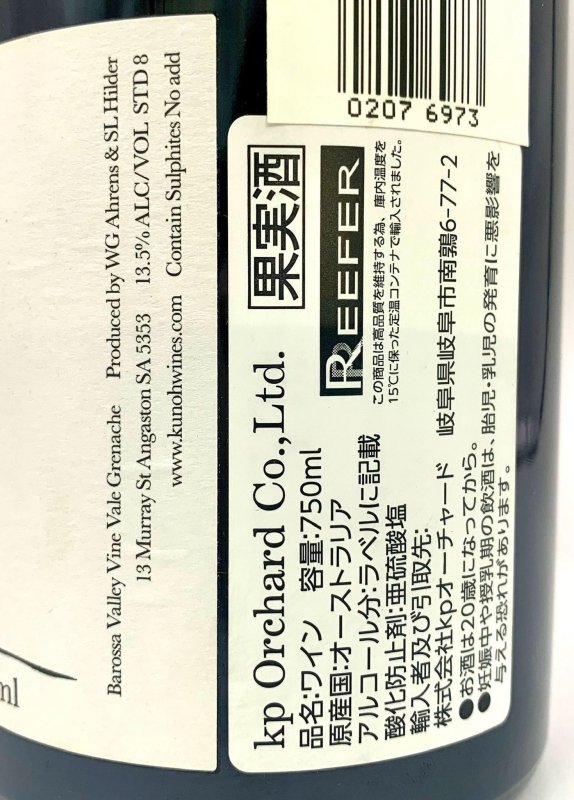 ml
Barossa Valley Vine Vale Grenache Produced by WG Ahrens & SL Hilder
13 Murray St Angaston SA 5353 13.5% ALC/VOL STD 8
www.kunohwines.com Contain Sulphites No add
0207 6973
kp Orchard Co.,Ltd. 果実酒
品名:ワイン 容量:750ml
原産国:オーストラリア
アルコール分:ラベルに記載
酸化防止剤:亜硫酸塩
輸入者及び引取先:
株式会社kpオーチャード 岐阜県岐阜市南鶉6-77-2
REEFER
この商品は高品質を維持する為、庫内温度を
15℃に保った定温コンテナで輸入されました。
●お酒は20歳になってから。
●妊娠中や授乳期の飲酒は、胎児・乳児の発育に悪影響を
与える恐れがあります。